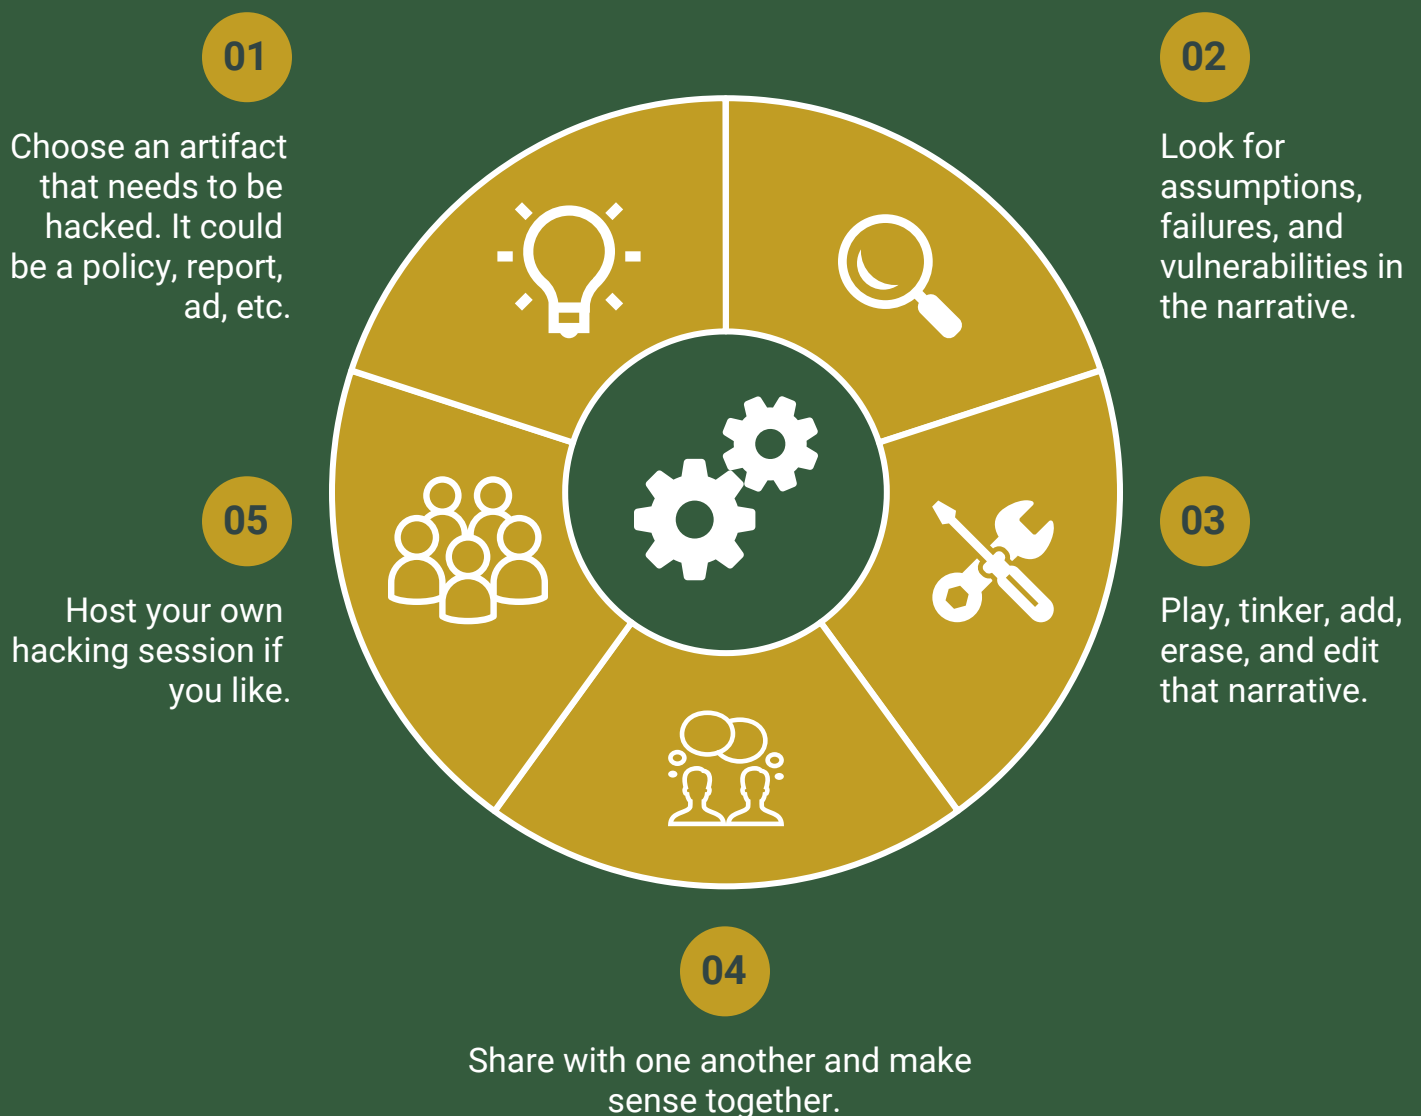 01
Choose an artifact
that needs to be
hacked. It could
be a policy, report,
ad, etc.
02
Look for
assumptions,
failures, and
vulnerabilities in
the narrative.
03
Play, tinker, add,
erase, and edit
that narrative.
04
Share with one another and make
sense together.
05
Host your own
hacking session if
you like.